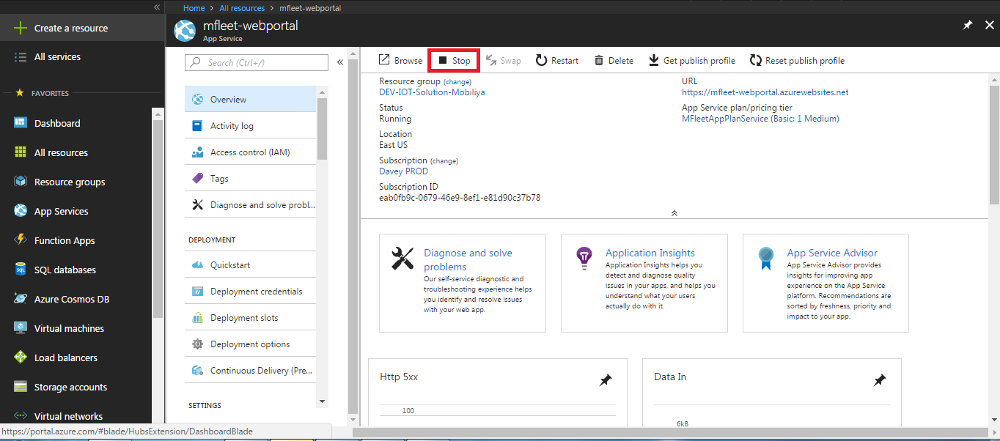 «
Home > All resources > mfleet-webportal
Create a resource
All services
FAVORITES
Dashboard
All resources
Resource groups
App Services
Function Apps
SQL databases
Azure Cosmos DB
Virtual machines
Load balancers
Storage accounts
Virtual networks
https://portal.azure.com/#blade/HubsExtension/DashboardBlade
mfleet-webportal
App Service
Search (Ctrl+/)
«
Overview
Activity log
Access control (IAM)
Tags
Diagnose and solve probl...
DEPLOYMENT
Quickstart
Deployment credentials
Deployment slots
Deployment options
Continuous Delivery (Pre...
SETTINGS
Browse Stop Swap Restart Delete Get publish profile Reset publish profile
Resource group (change)
DEV-IOT-Solution-Mobiliya
Status
Running
Location
East US
Subscription (change)
Davey PROD
Subscription ID
eab0fb9c-0679-46e9-8ef1-e81d90c37b78
URL
https://mfleet-webportal.azurewebsites.net
App Service plan/pricing tier
MFleetAppPlanService (Basic: 1 Medium)
Diagnose and solve
problems
Our self-service diagnostic and
troubleshooting experience helps
you identify and resolve issues
with your web app.
Application Insights
Application Insights helps you
detect and diagnose quality
issues in your apps, and helps you
understand what your users
actually do with it.
App Service Advisor
App Service Advisor provides
insights for improving app
experience on the App Service
platform. Recommendations are
sorted by freshness, priority and
impact to your app.
Http 5xx
100
Data In
6kB